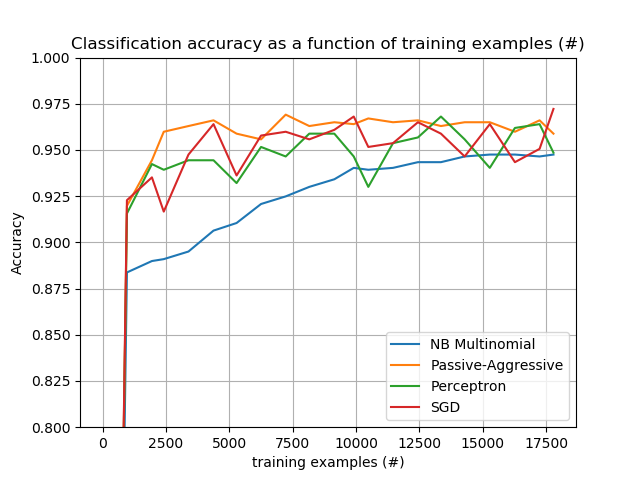 Classification accuracy as a function of training examples (#)
1.000
0.975
0.950
0.925
0.900
0.875
0.850
0.825
0.800
Accuracy
NB Multinomial
Passive-Aggressive
Perceptron
SGD
0 2500 5000 7500 10000 12500 15000 17500
training examples (#)